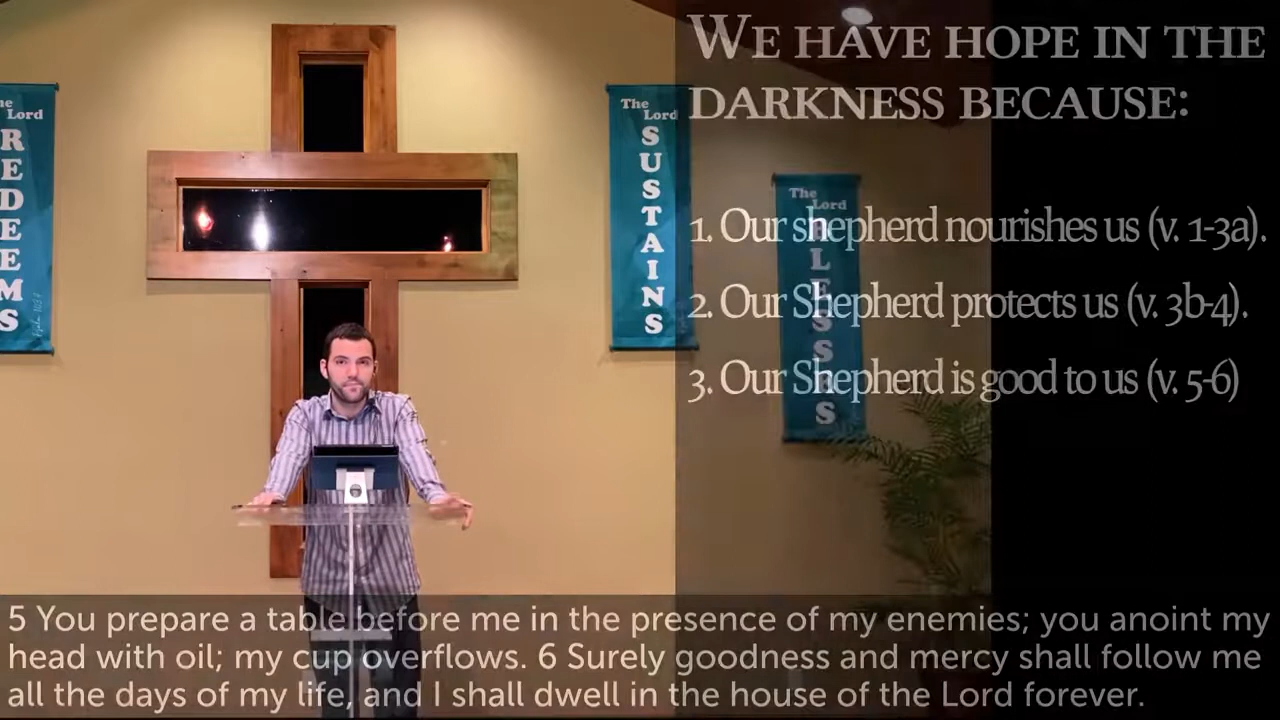 The
Lord
REDEEMS
The
Lord
SUSTAINS
The
Lord
BLESSES
WE HAVE HOPE IN THE
DARKNESS BECAUSE:
1. Our shepherd nourishes us (v. 1-3a).
2. Our Shepherd protects us (v. 3b-4).
3. Our Shepherd is good to us (v. 5-6)
5 You prepare a table before me in the presence of my enemies; you anoint my
head with oil; my cup overflows. 6 Surely goodness and mercy shall follow me
all the days of my life, and I shall dwell in the house of the Lord forever.